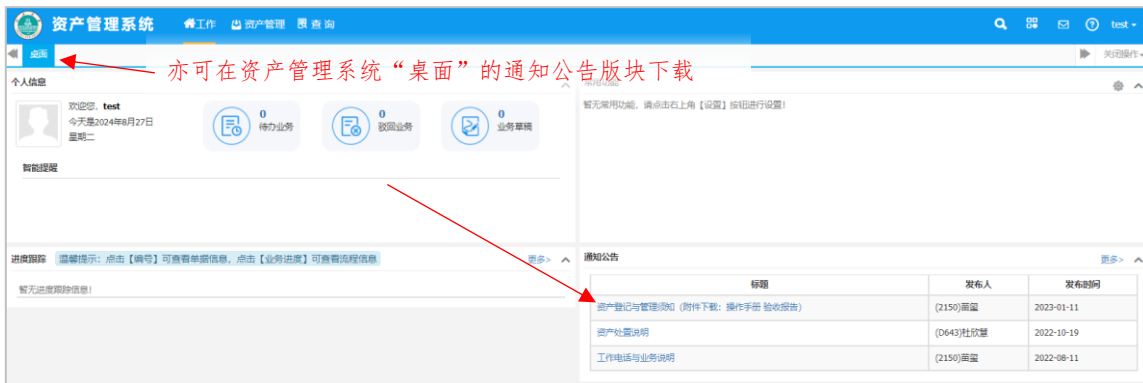 资产管理系统 工作 资产管理 查询 test
桌面 关闭操作
亦可在资产管理系统“桌面”的通知公告版块下载
个人信息
欢迎您，test
今天是2024年8月27日
星期二
0
待办业务
0
驳回业务
0
业务草稿
智能提醒
常用功能
暂无常用功能，请点击右上角【设置】按钮进行设置！
进度跟踪 温馨提示：点击【编号】可查看单据信息，点击【业务进度】可查看流程信息 更多>
暂无进度跟踪信息！
通知公告 更多>
标题 发布人 发布时间
资产登记与管理须知（附件下载：操作手册 验收报告） (2150)苗玺 2023-01-11
资产处置说明 (D643)杜欣慧 2022-10-19
工作电话与业务说明 (2150)苗玺 2022-08-11